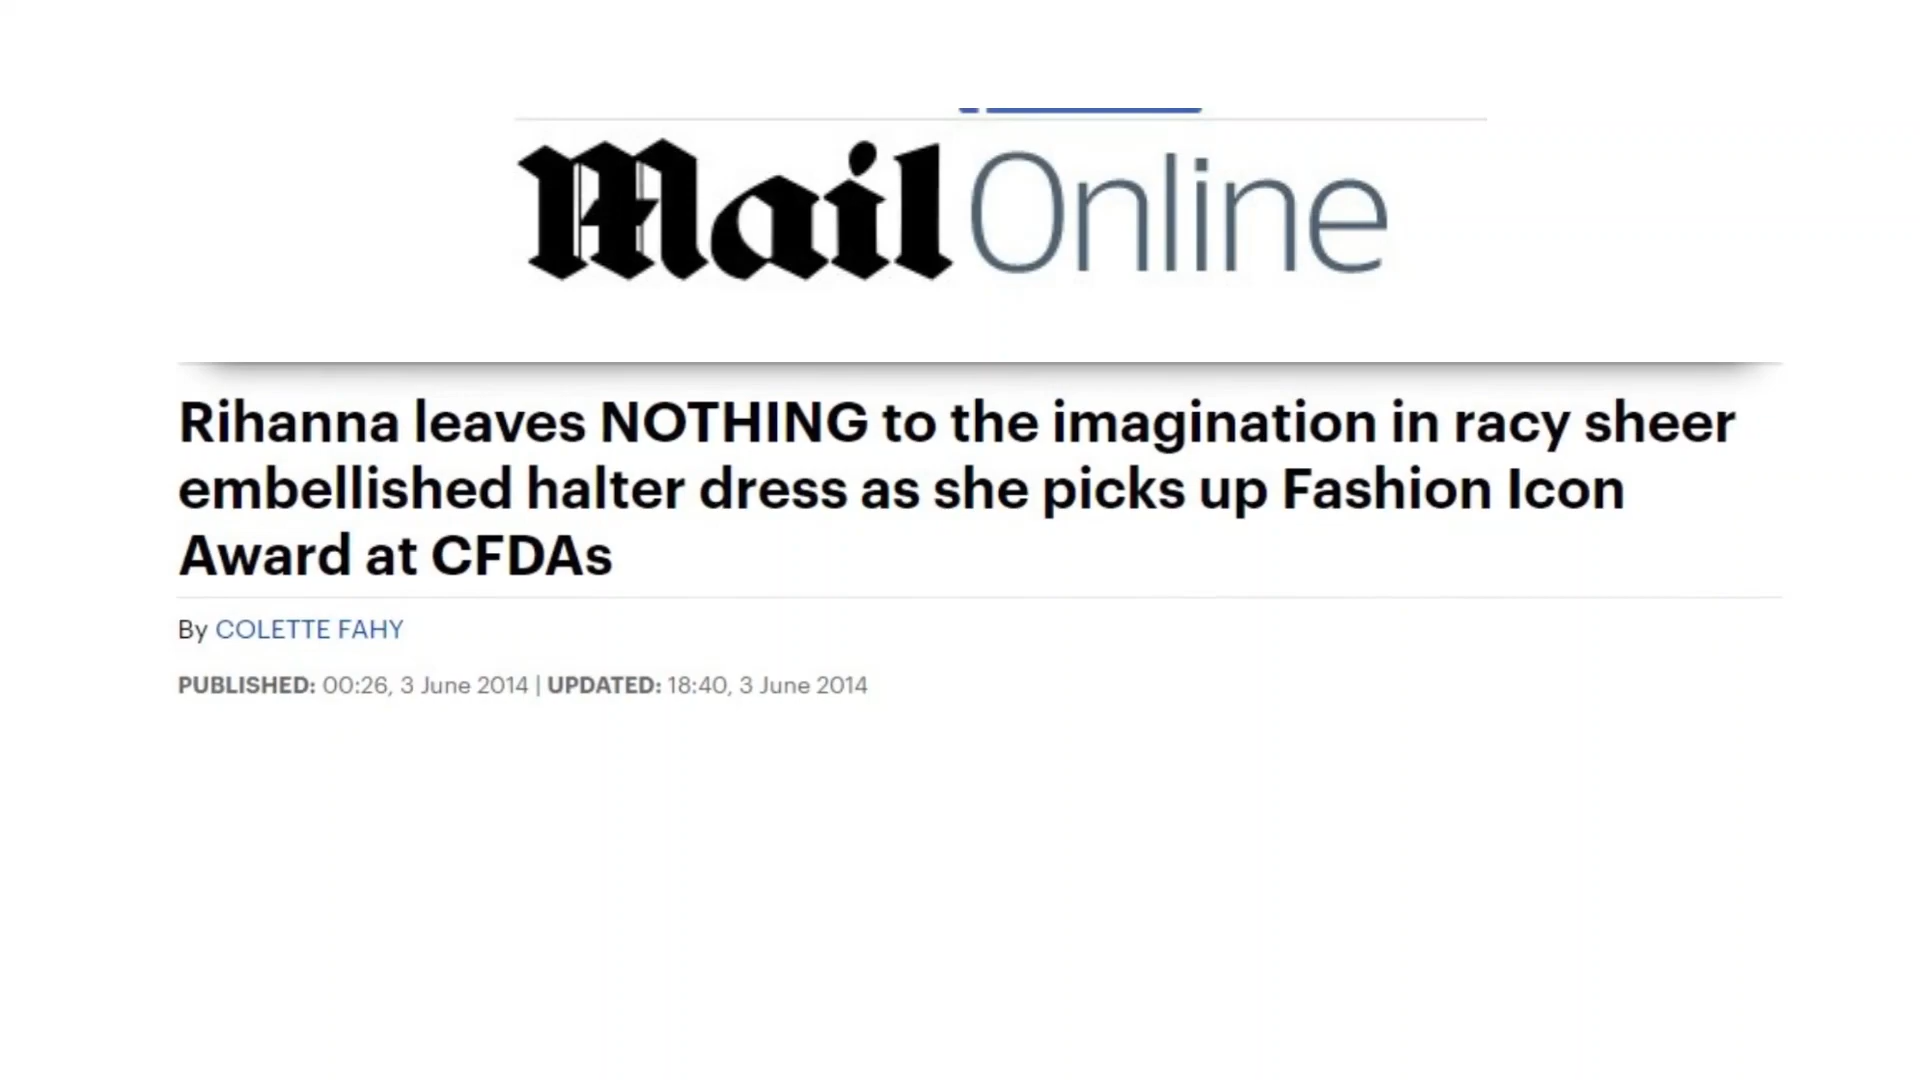 Mail Online
Rihanna leaves NOTHING to the imagination in racy sheer
embellished halter dress as she picks up Fashion Icon
Award at CFDAs
By COLETTE FAHY
PUBLISHED: 00:26, 3 June 2014 | UPDATED: 18:40, 3 June 2014